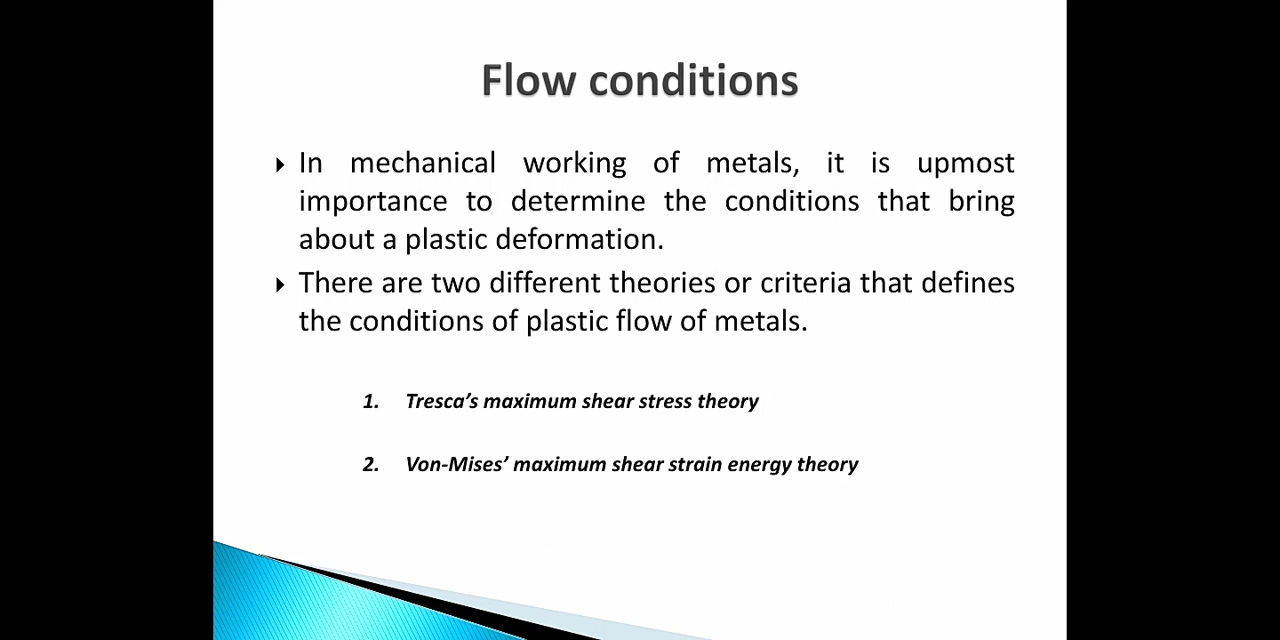 Flow conditions
In mechanical working of metals, it is upmost
importance to determine the conditions that bring
about a plastic deformation.
There are two different theories or criteria that defines
the conditions of plastic flow of metals.
1. Tresca’s maximum shear stress theory
2. Von-Mises’ maximum shear strain energy theory